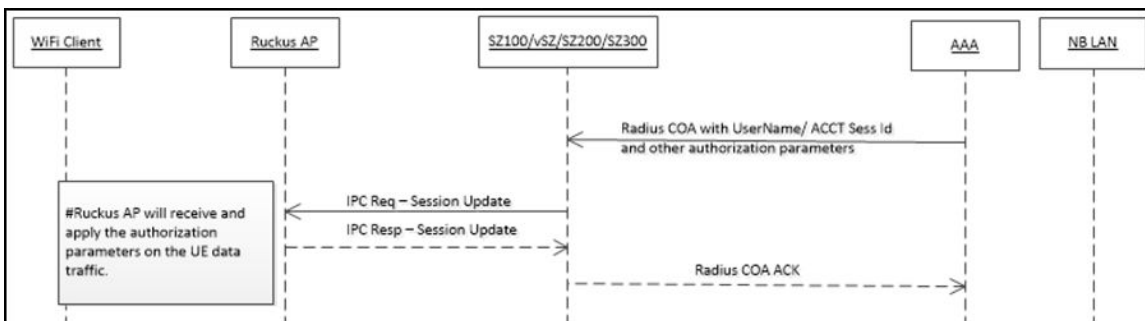 WiFi Client
Ruckus AP
SZ100/vSZ/SZ200/SZ300
AAA
NB LAN
Radius COA with UserName/ ACCT Sess Id
and other authorization parameters
#Ruckus AP will receive and
apply the authorization
parameters on the UE data
traffic.
IPC Req – Session Update
IPC Resp – Session Update
Radius COA ACK